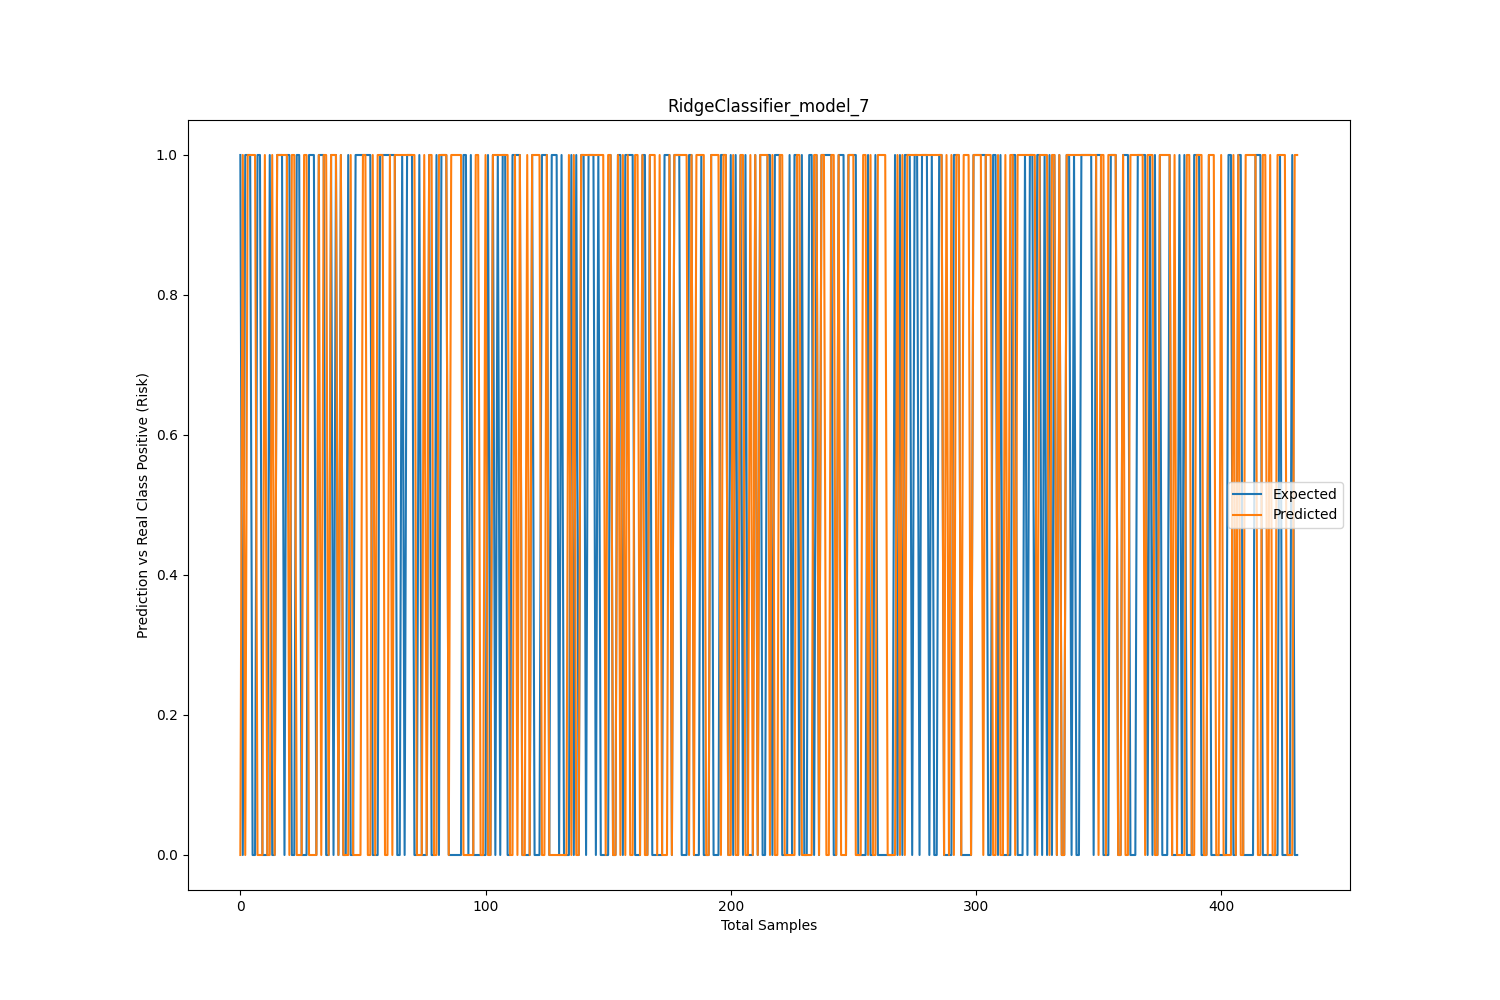 RidgeClassifier_model_7
1.0
0.8
0.6
0.4
0.2
0.0
Prediction vs Real Class Positive (Risk)
Expected
Predicted
0 100 200 300 400
Total Samples